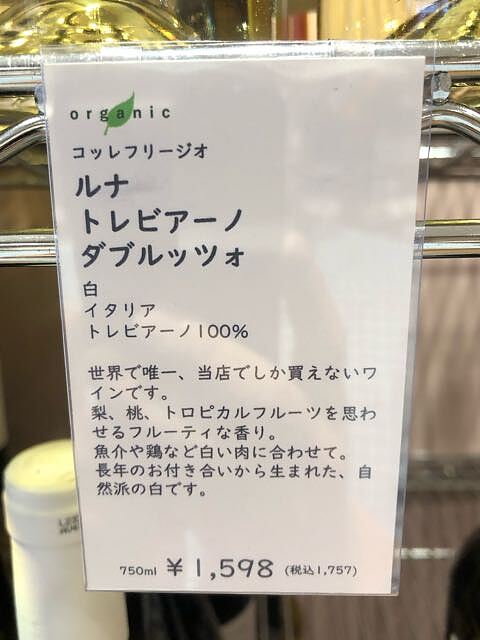 organic
コッレフリージオ
ルナ
トレビアーノ
ダブルッツォ
白
イタリア
トレビアーノ100%
世界で唯一、当店でしか買えないワ
インです。
梨、桃、トロピカルフルーツを思わ
せるフルーティな香り。
魚介や鶏など白い肉に合わせて。
長年のお付き合いから生まれた、自
然派の白です。
750ml ¥1,598 (税込1,757)